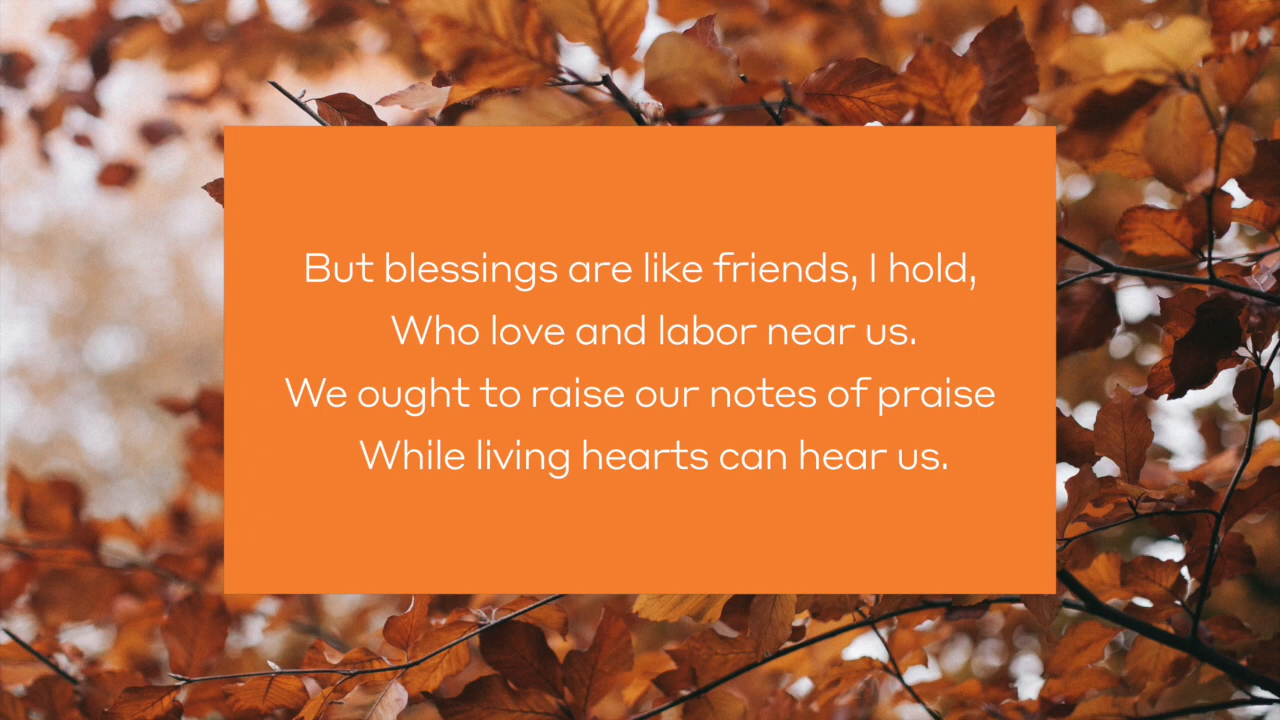 But blessings are like friends, I hold,
Who love and labor near us.
We ought to raise our notes of praise
While living hearts can hear us.